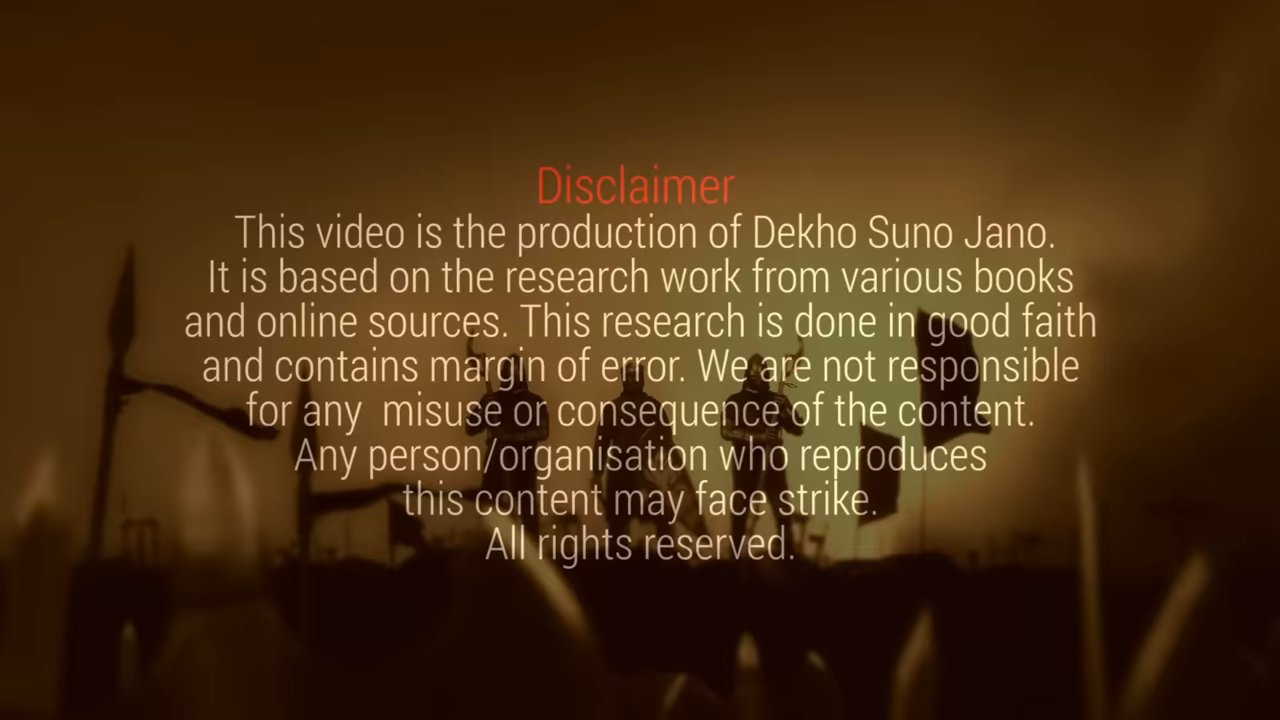 Disclaimer
This video is the production of Dekho Suno Jano.
It is based on the research work from various books
and online sources. This research is done in good faith
and contains margin of error. We are not responsible
for any  misuse or consequence of the content.
Any person/organisation who reproduces
this content may face strike.
All rights reserved.